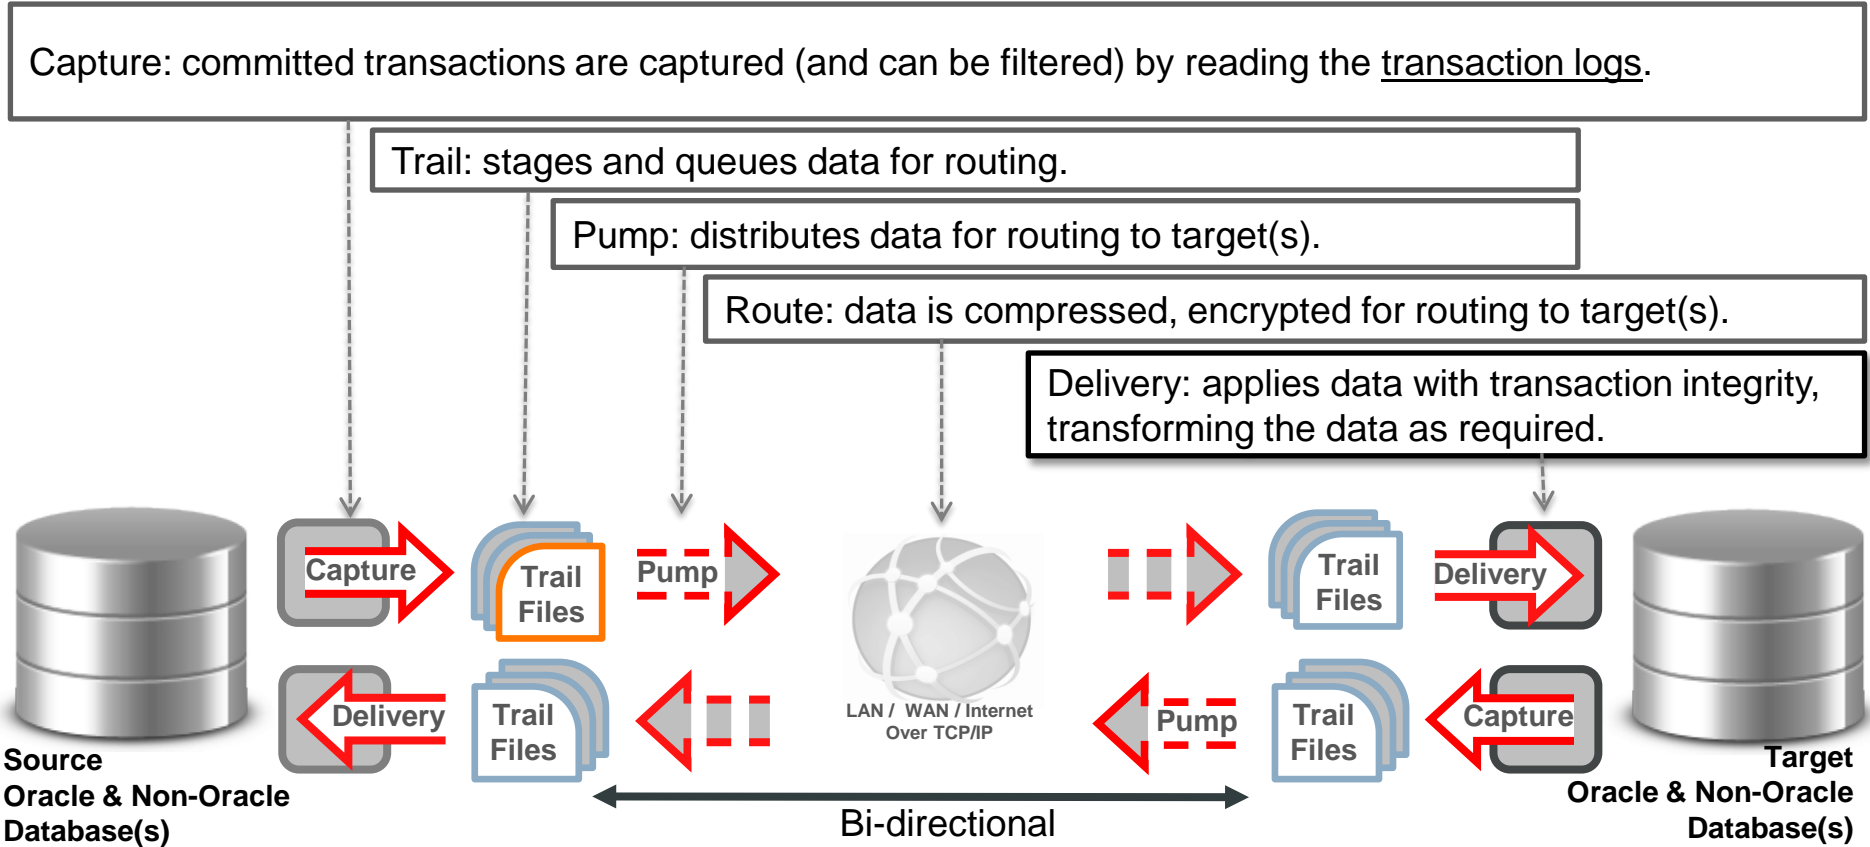 Capture: committed transactions are captured (and can be filtered) by reading the transaction logs.
Trail: stages and queues data for routing.
Pump: distributes data for routing to target(s).
Route: data is compressed, encrypted for routing to target(s).
Delivery: applies data with transaction integrity,
transforming the data as required.
Capture
Trail
Files
Pump
Trail
Files
Delivery
Delivery
Trail
Files
LAN / WAN / Internet
Over TCP/IP
Pump
Trail
Files
Capture
Source
Oracle & Non-Oracle
Database(s)
Bi-directional
Target
Oracle & Non-Oracle
Database(s)